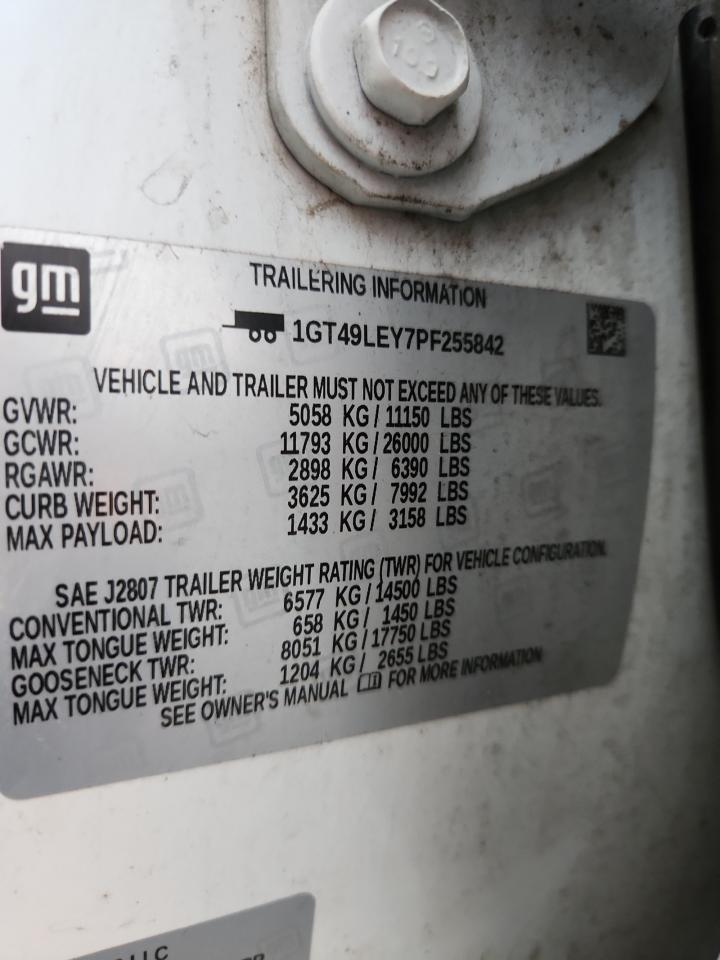 10.9
gm
TRAILERING INFORMATION
1GT49LEY7PF255842
VEHICLE AND TRAILER MUST NOT EXCEED ANY OF THESE VALUES.
GVWR: 5058 KG / 11150 LBS
GCWR: 11793 KG / 26000 LBS
RGAWR: 2898 KG / 6390 LBS
CURB WEIGHT: 3625 KG / 7992 LBS
MAX PAYLOAD: 1433 KG / 3158 LBS
SAE J2807 TRAILER WEIGHT RATING (TWR) FOR VEHICLE CONFIGURATION.
CONVENTIONAL TWR: 6577 KG / 14500 LBS
MAX TONGUE WEIGHT: 658 KG / 1450 LBS
GOOSENECK TWR: 8051 KG / 17750 LBS
MAX TONGUE WEIGHT: 1204 KG / 2655 LBS
SEE OWNER'S MANUAL FOR MORE INFORMATION